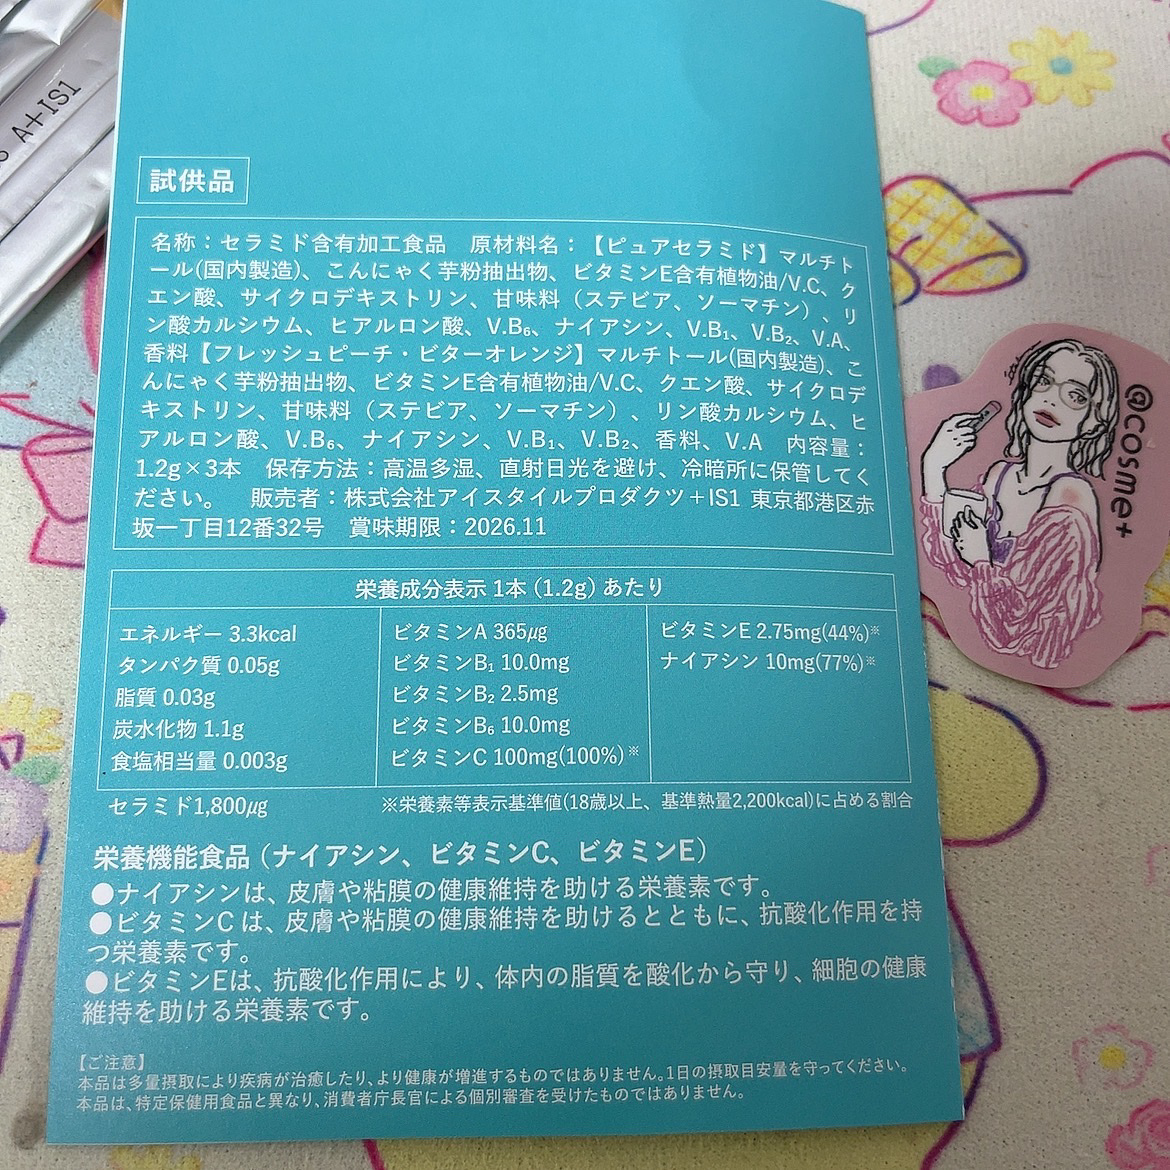 A+IS1
試供品
名称：セラミド含有加工食品　原材料名：【ピュアセラミド】マルチト
ール(国内製造)、こんにゃく芋粉抽出物、ビタミンE含有植物油/V.C、ク
エン酸、サイクロデキストリン、甘味料（ステビア、ソーマチン）、リ
ン酸カルシウム、ヒアルロン酸、V.B₆、ナイアシン、V.B₁、V.B₂、V.A、
香料【フレッシュピーチ・ビターオレンジ】マルチトール(国内製造)、こ
んにゃく芋粉抽出物、ビタミンE含有植物油/V.C、クエン酸、サイクロデ
キストリン、甘味料（ステビア、ソーマチン）、リン酸カルシウム、ヒ
アルロン酸、V.B₆、ナイアシン、V.B₁、V.B₂、香料、V.A　内容量：
1.2g×3本　保存方法：高温多湿、直射日光を避け、冷暗所に保管してく
ださい。　販売者：株式会社アイスタイルプロダクツ＋IS1 東京都港区赤
坂一丁目12番32号　賞味期限：2026.11
栄養成分表示 1本 (1.2g) あたり
エネルギー 3.3kcal
タンパク質 0.05g
脂質 0.03g
炭水化物 1.1g
食塩相当量 0.003g
ビタミンA 365μg
ビタミンB₁ 10.0mg
ビタミンB₂ 2.5mg
ビタミンB₆ 10.0mg
ビタミンC 100mg(100%)※
ビタミンE 2.75mg(44%)※
ナイアシン 10mg(77%)※
セラミド1,800μg
※栄養素等表示基準値(18歳以上、基準熱量2,200kcal)に占める割合
栄養機能食品（ナイアシン、ビタミンC、ビタミンE）
●ナイアシンは、皮膚や粘膜の健康維持を助ける栄養素です。
●ビタミンCは、皮膚や粘膜の健康維持を助けるとともに、抗酸化作用を持
つ栄養素です。
●ビタミンEは、抗酸化作用により、体内の脂質を酸化から守り、細胞の健康
維持を助ける栄養素です。
【ご注意】
本品は多量摂取により疾病が治癒したり、より健康が増進するものではありません。1日の摂取目安量を守ってください。
本品は、特定保健用食品と異なり、消費者庁長官による個別審査を受けたものではありません。
@cosme+